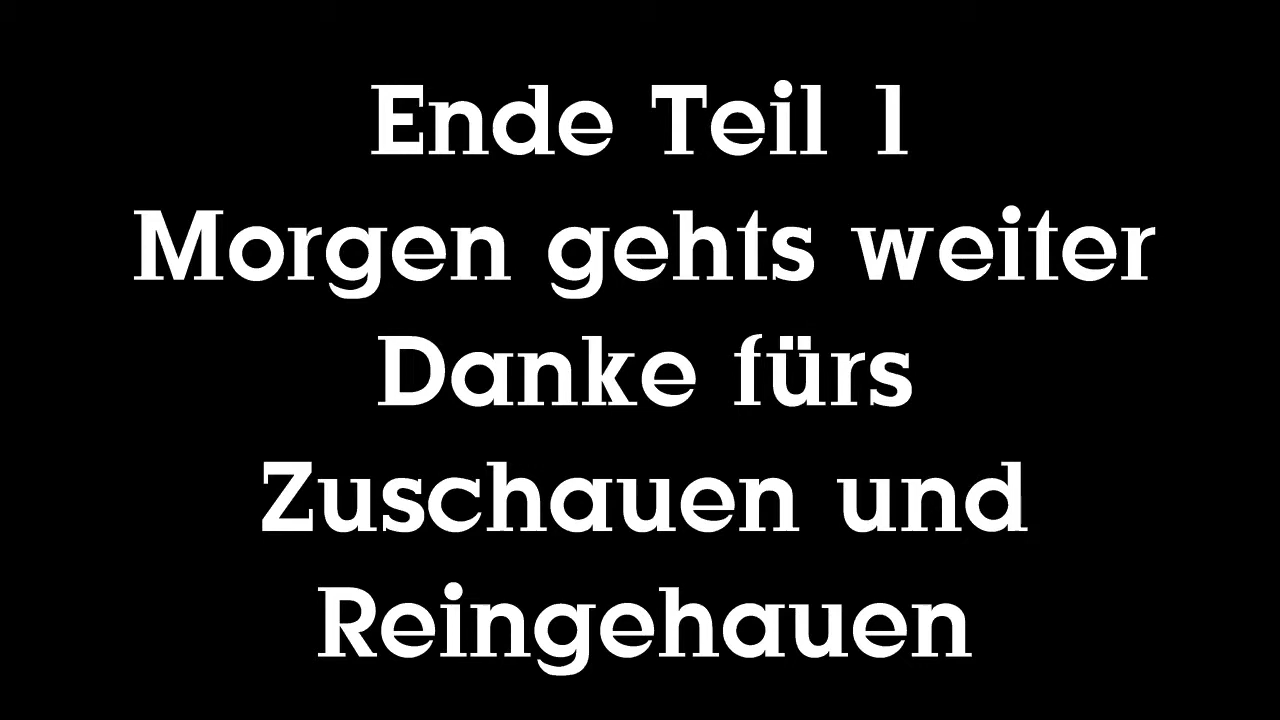 Ende Teil 1
Morgen gehts weiter
Danke fürs
Zuschauen und
Reingehauen